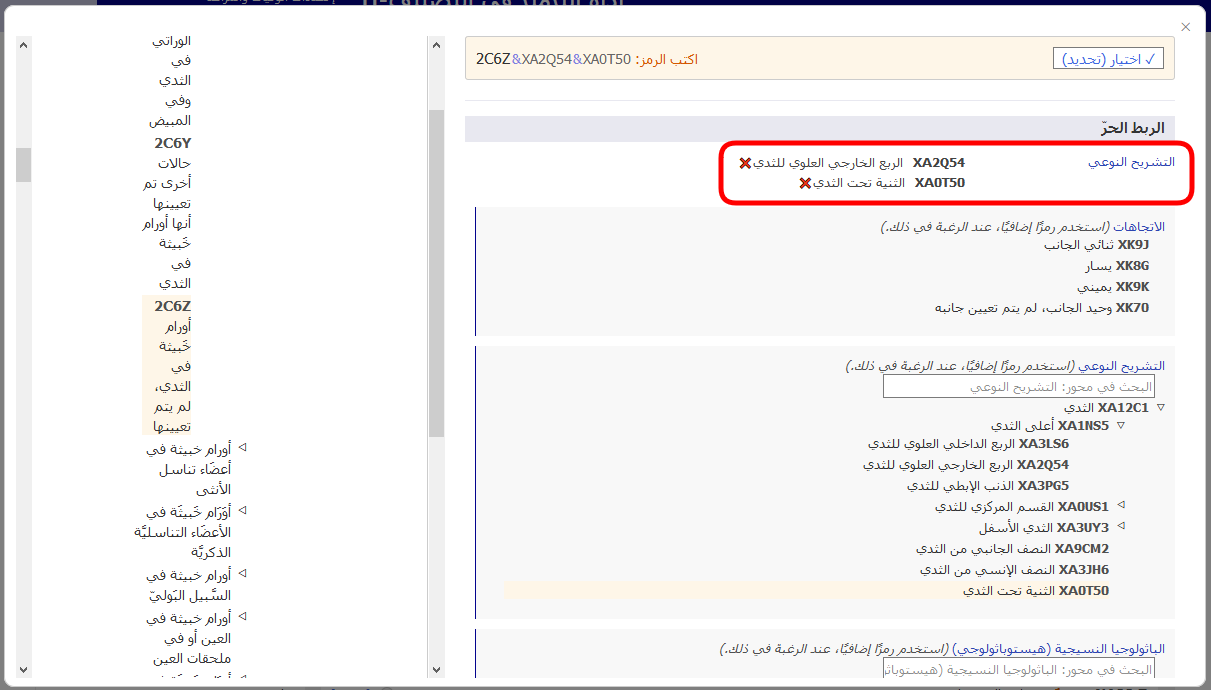 ✓ اختيار (تحديد)
اكتب الرمز: 2C6Z&XA2Q54&XA0T50
الربط الحرّ
التشريح النوعي
XA2Q54 الربع الخارجي العلوي للثدي
XA0T50 الثنية تحت الثدي
الاتجاهات (استخدم رمزًا إضافيًا، عند الرغبة في ذلك.)
XK9J ثنائي الجانب
XK8G يسار
XK9K يميني
XK70 وحيد الجانب، لم يتم تعيين جانبه
التشريح النوعي (استخدم رمزًا إضافيًا، عند الرغبة في ذلك.)
البحث في محور: التشريح النوعي
XA12C1 الثدي
XA1NS5 أعلى الثدي
XA3LS6 الربع الداخلي العلوي للثدي
XA2Q54 الربع الخارجي العلوي للثدي
XA3PG5 الذنب الإبطي للثدي
XA0US1 القسم المركزي للثدي
XA3UY3 الثدي الأسفل
XA9CM2 النصف الجانبي من الثدي
XA3JH6 النصف الإنسي من الثدي
XA0T50 الثنية تحت الثدي
الباثولوجيا النسيجية (هيستوباثولوجي) (استخدم رمزًا إضافيًا، عند الرغبة في ذلك.)
البحث في محور: الباثولوجيا النسيجية (هيستوباثو
الوراثي
في
الثدي
وفي
المبيض
2C6Y
حالات
أخرى تم
تعيينها
أنها أورام
خَبيثة
في
الثدي
2C6Z
أورام
خَبيثة
في
الثدي،
لم يتم
تعيينها
أورام خبيثة في
أعضَاء تناسل
الأنثى
أوْرَام خَبيثَة في
الأعضَاء التناسليَّة
الذكريَّة
أورام خبيثة في
السَّبيل البَوليّ
أورام خبيثة في
العين أو في
ملحقات العين